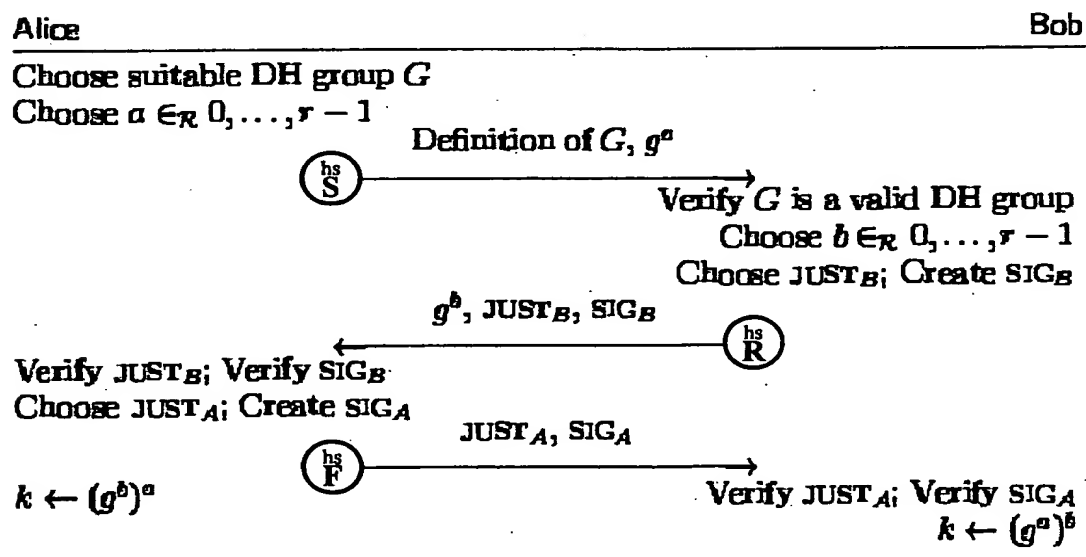 Alice Bob
Choose suitable DH group G
Choose a ∈_R 0, . . . , r − 1
Definition of G, g^a
hs
S
Verify G is a valid DH group
Choose b ∈_R 0, . . . , r − 1
Choose JUST_B; Create SIG_B
g^b, JUST_B, SIG_B
hs
R
Verify JUST_B; Verify SIG_B
Choose JUST_A; Create SIG_A
JUST_A, SIG_A
hs
F
k ← (g^b)^a
Verify JUST_A; Verify SIG_A
k ← (g^a)^b